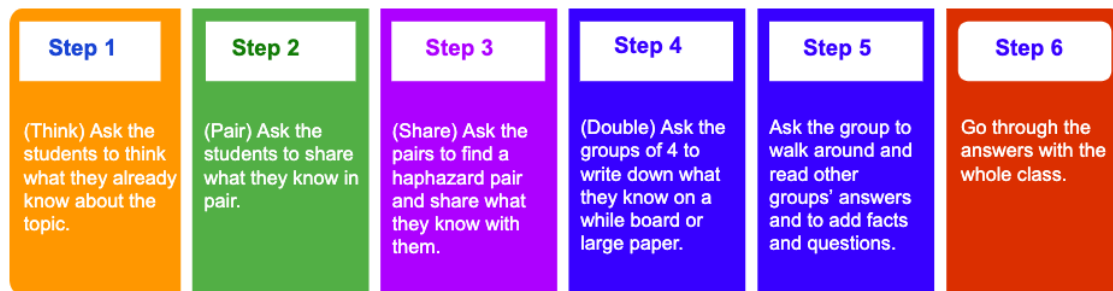 Step 1
(Think) Ask the
students to think
what they already
know about the
topic.
Step 2
(Pair) Ask the
students to share
what they know in
pair.
Step 3
(Share) Ask the
pairs to find a
haphazard pair
and share what
they know with
them.
Step 4
(Double) Ask the
groups of 4 to
write down what
they know on a
while board or
large paper.
Step 5
Ask the group to
walk around and
read other
groups' answers
and to add facts
and questions.
Step 6
Go through the
answers with the
whole class.